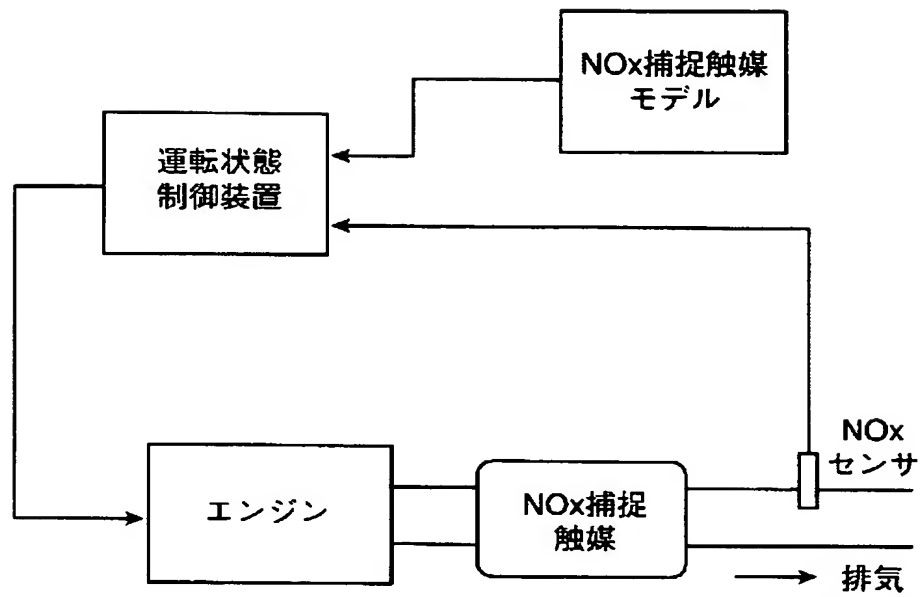 NOx捕捉触媒
モデル
運転状態
制御装置
NOx
センサ
エンジン
NOx捕捉
触媒
排気